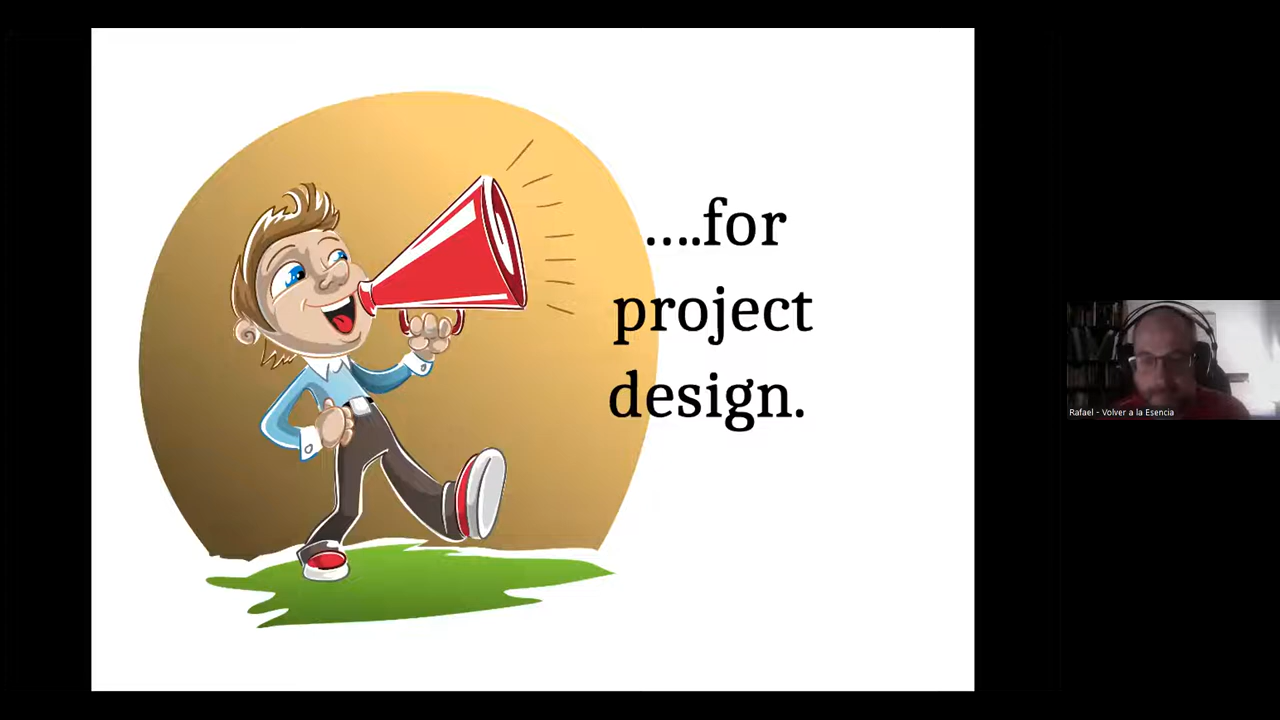 ....for
project
design.
Rafael - Volver a la Esencia